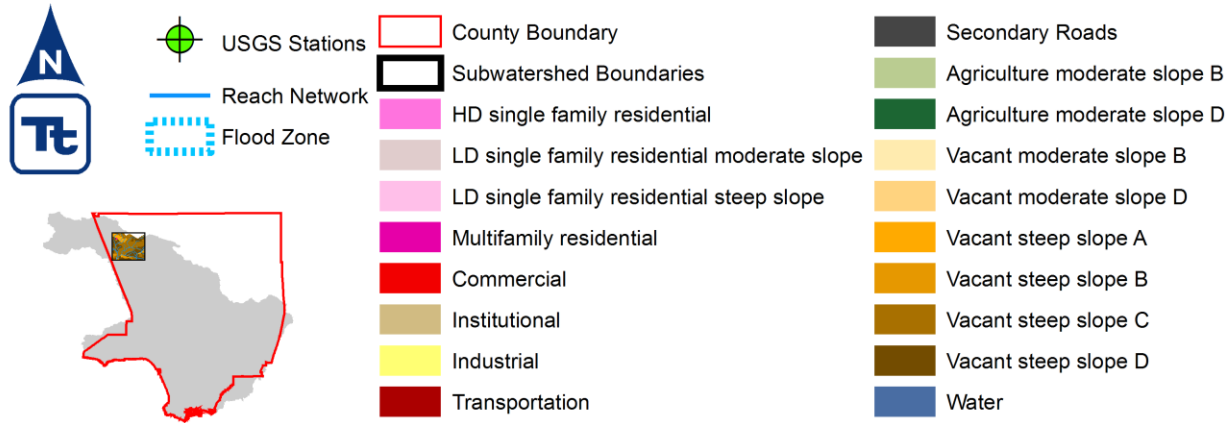 N
Tt
USGS Stations
Reach Network
Flood Zone
County Boundary
Subwatershed Boundaries
HD single family residential
LD single family residential moderate slope
LD single family residential steep slope
Multifamily residential
Commercial
Institutional
Industrial
Transportation
Secondary Roads
Agriculture moderate slope B
Agriculture moderate slope D
Vacant moderate slope B
Vacant moderate slope D
Vacant steep slope A
Vacant steep slope B
Vacant steep slope C
Vacant steep slope D
Water